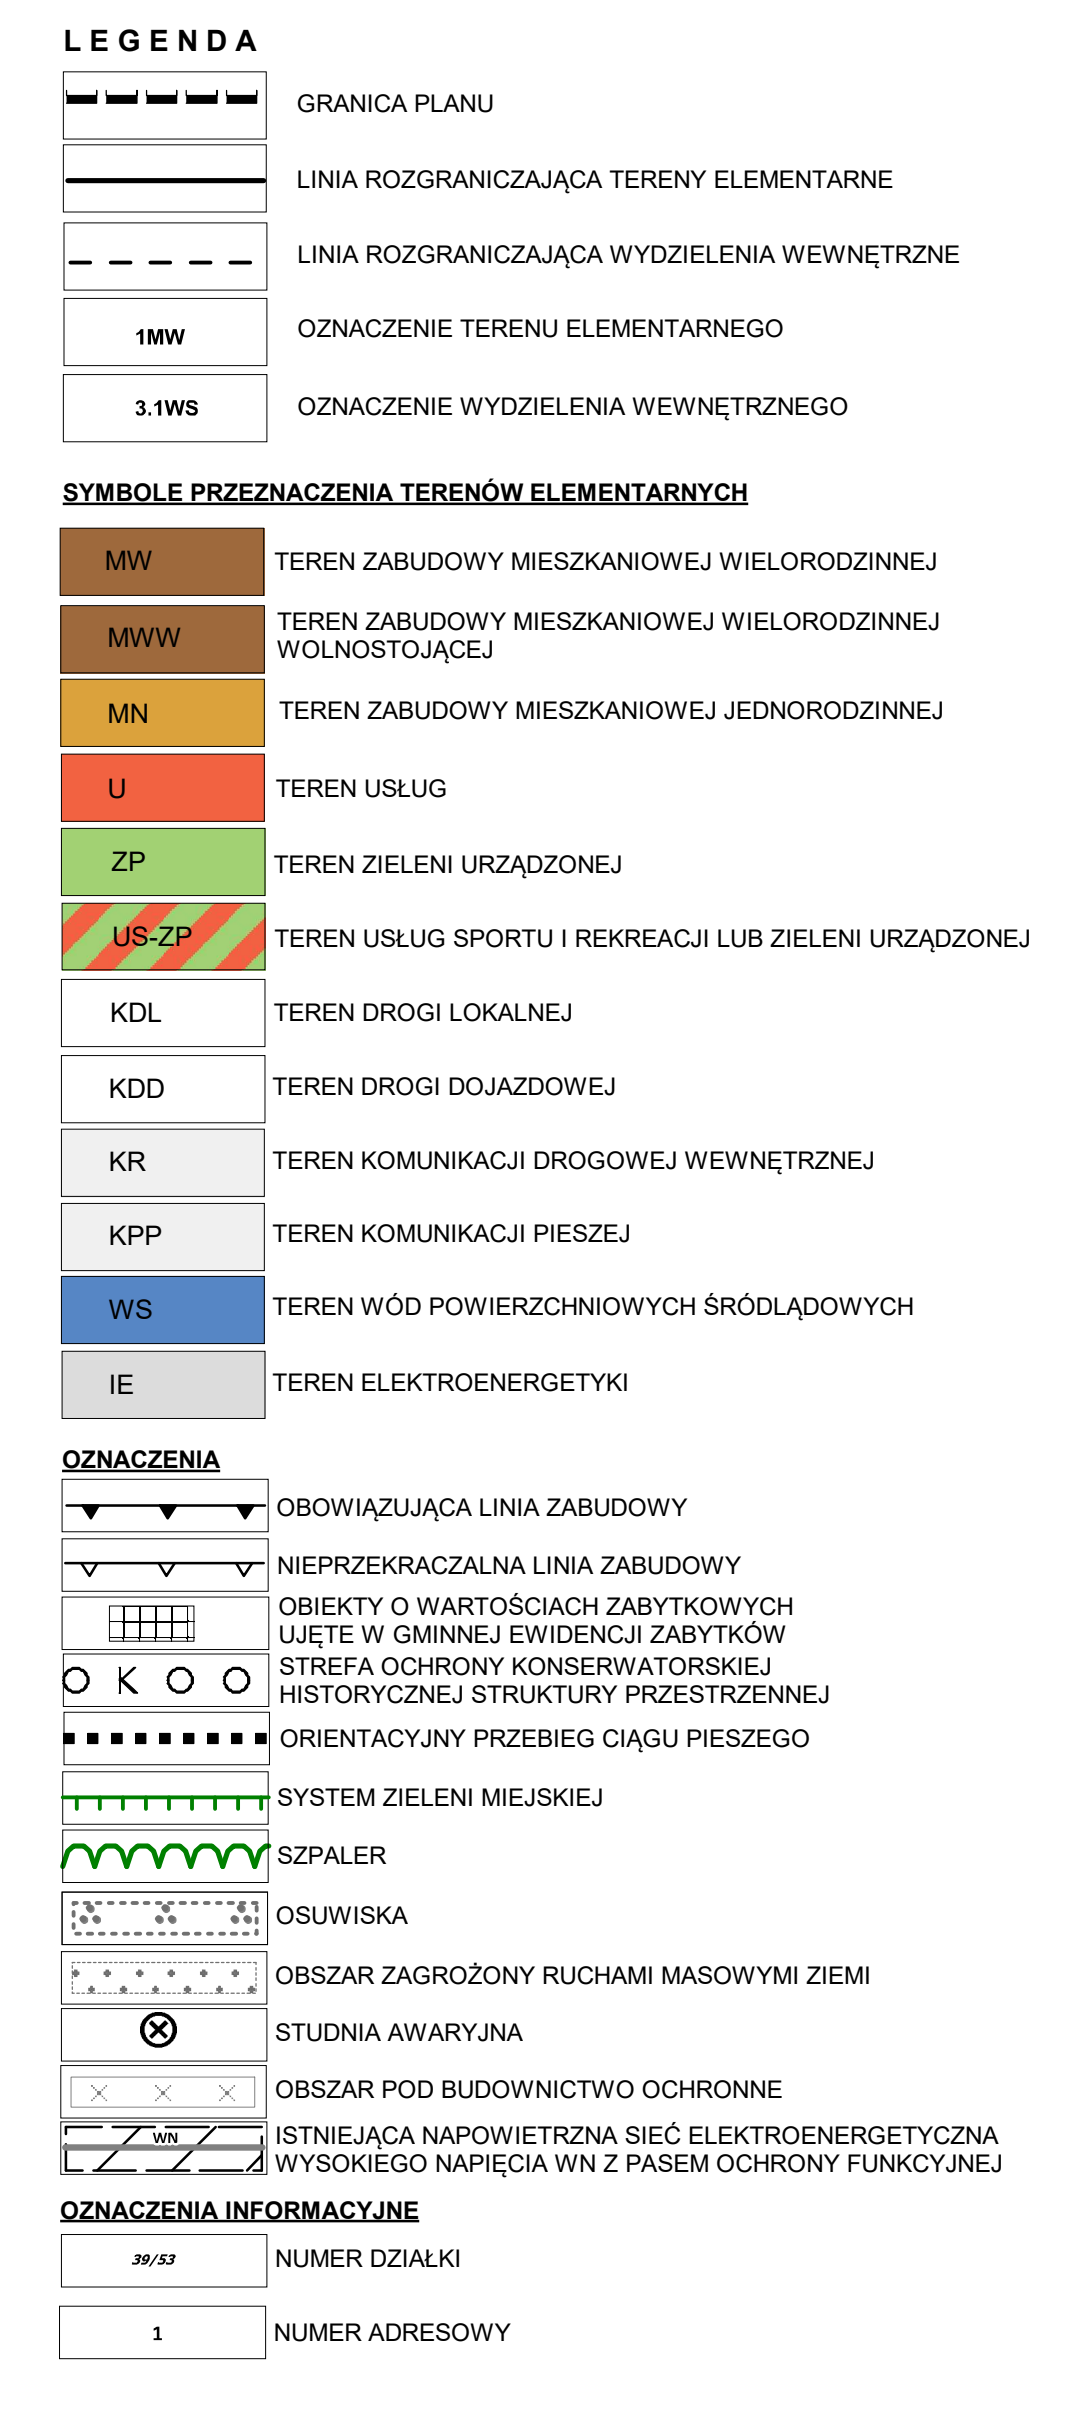 LEGENDA
GRANICA PLANU
LINIA ROZGRANICZAJĄCA TERENY ELEMENTARNE
LINIA ROZGRANICZAJĄCA WYDZIELENIA WEWNĘTRZNE
1MW OZNACZENIE TERENU ELEMENTARNEGO
3.1WS OZNACZENIE WYDZIELENIA WEWNĘTRZNEGO
SYMBOLE PRZEZNACZENIA TERENÓW ELEMENTARNYCH
MW TEREN ZABUDOWY MIESZKANIOWEJ WIELORODZINNEJ
MWW TEREN ZABUDOWY MIESZKANIOWEJ WIELORODZINNEJ
WOLNOSTOJĄCEJ
MN TEREN ZABUDOWY MIESZKANIOWEJ JEDNORODZINNEJ
U TEREN USŁUG
ZP TEREN ZIELENI URZĄDZONEJ
US-ZP TEREN USŁUG SPORTU I REKREACJI LUB ZIELENI URZĄDZONEJ
KDL TEREN DROGI LOKALNEJ
KDD TEREN DROGI DOJAZDOWEJ
KR TEREN KOMUNIKACJI DROGOWEJ WEWNĘTRZNEJ
KPP TEREN KOMUNIKACJI PIESZEJ
WS TEREN WÓD POWIERZCHNIOWYCH ŚRÓDLĄDOWYCH
IE TEREN ELEKTROENERGETYKI
OZNACZENIA
OBOWIĄZUJĄCA LINIA ZABUDOWY
NIEPRZEKRACZALNA LINIA ZABUDOWY
OBIEKTY O WARTOŚCIACH ZABYTKOWYCH
UJĘTE W GMINNEJ EWIDENCJI ZABYTKÓW
O K O O STREFA OCHRONY KONSERWATORSKIEJ
HISTORYCZNEJ STRUKTURY PRZESTRZENNEJ
ORIENTACYJNY PRZEBIEG CIĄGU PIESZEGO
SYSTEM ZIELENI MIEJSKIEJ
SZPALER
OSUWISKA
OBSZAR ZAGROŻONY RUCHAMI MASOWYMI ZIEMI
STUDNIA AWARYJNA
OBSZAR POD BUDOWNICTWO OCHRONNE
WN ISTNIEJĄCA NAPOWIETRZNA SIEĆ ELEKTROENERGETYCZNA
WYSOKIEGO NAPIĘCIA WN Z PASEM OCHRONY FUNKCYJNEJ
OZNACZENIA INFORMACYJNE
39/53 NUMER DZIAŁKI
1 NUMER ADRESOWY